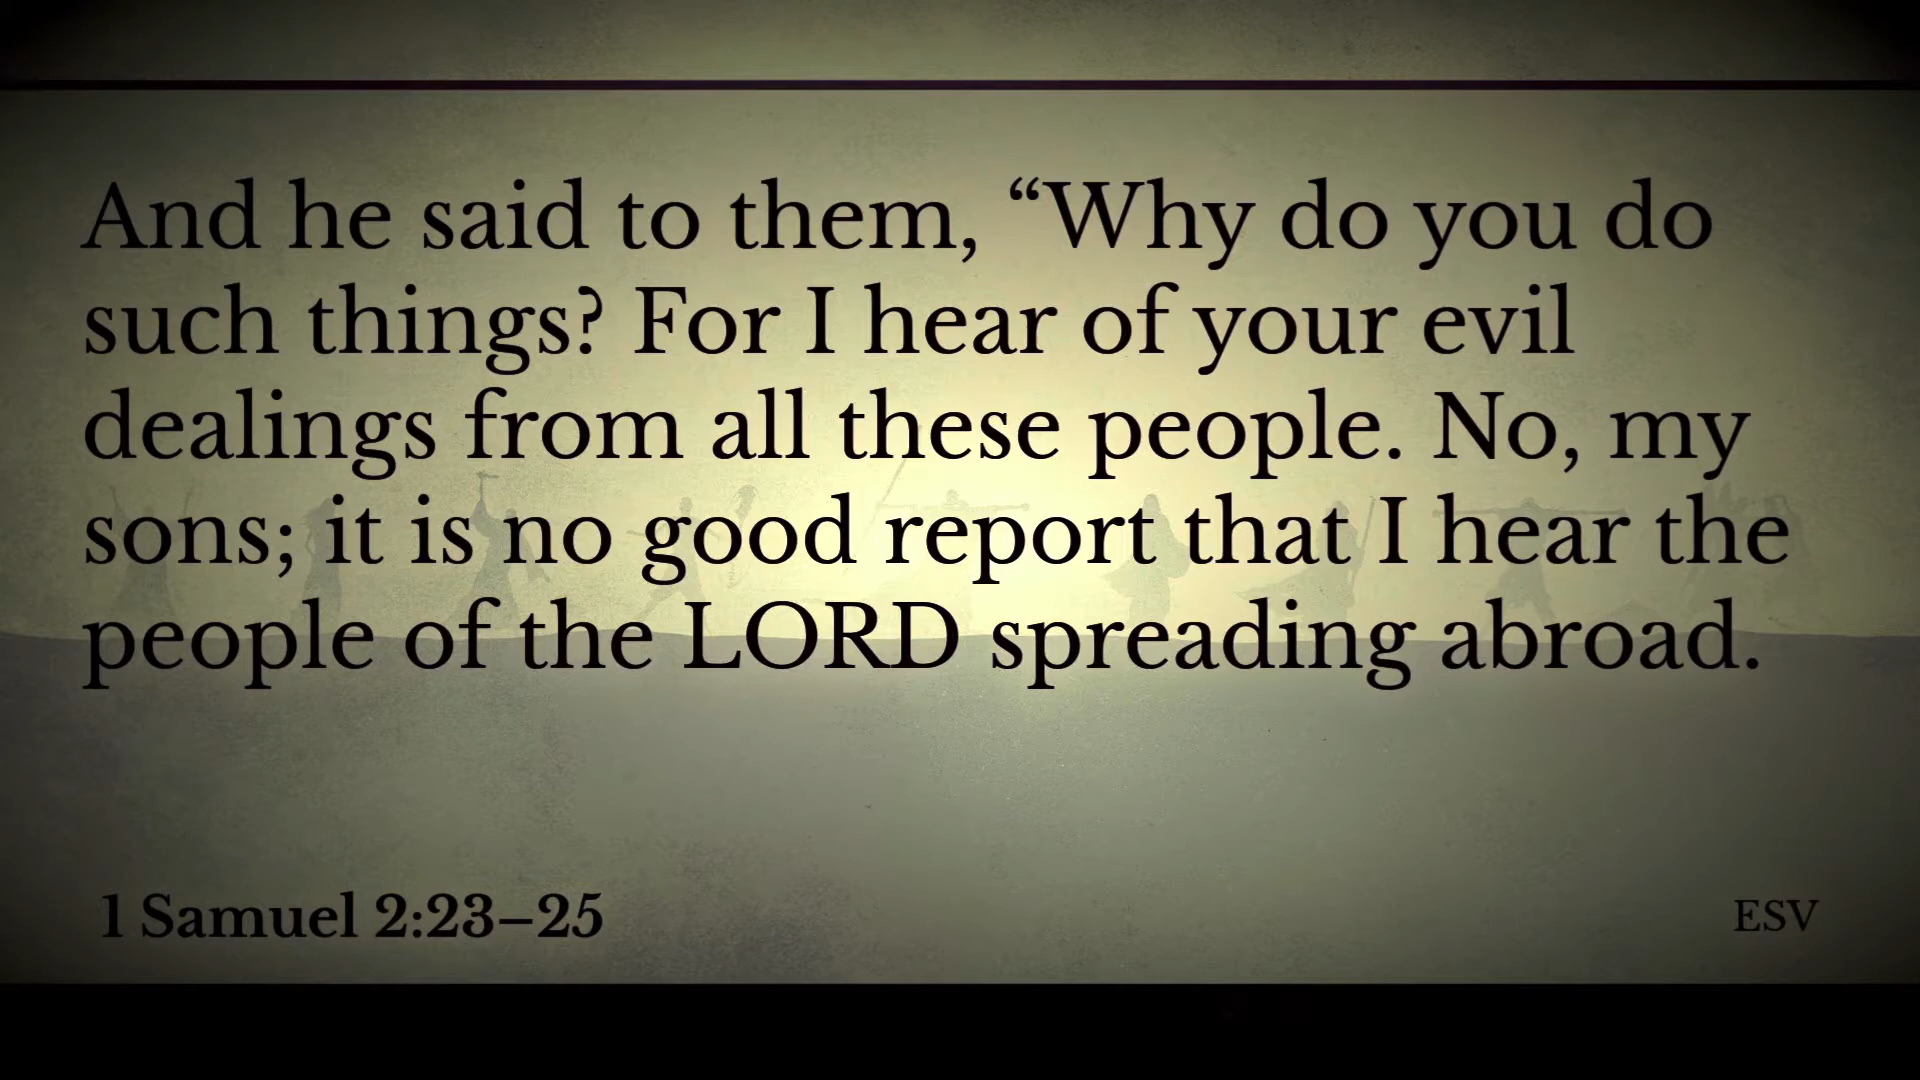 And he said to them, “Why do you do
such things? For I hear of your evil
dealings from all these people. No, my
sons; it is no good report that I hear the
people of the LORD spreading abroad.
1 Samuel 2:23–25
ESV